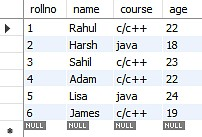 rollno name course age
1 Rahul c/c++ 22
2 Harsh java 18
3 Sahil c/c++ 23
4 Adam c/c++ 22
5 Lisa java 24
6 James c/c++ 19
NULL NULL NULL NULL